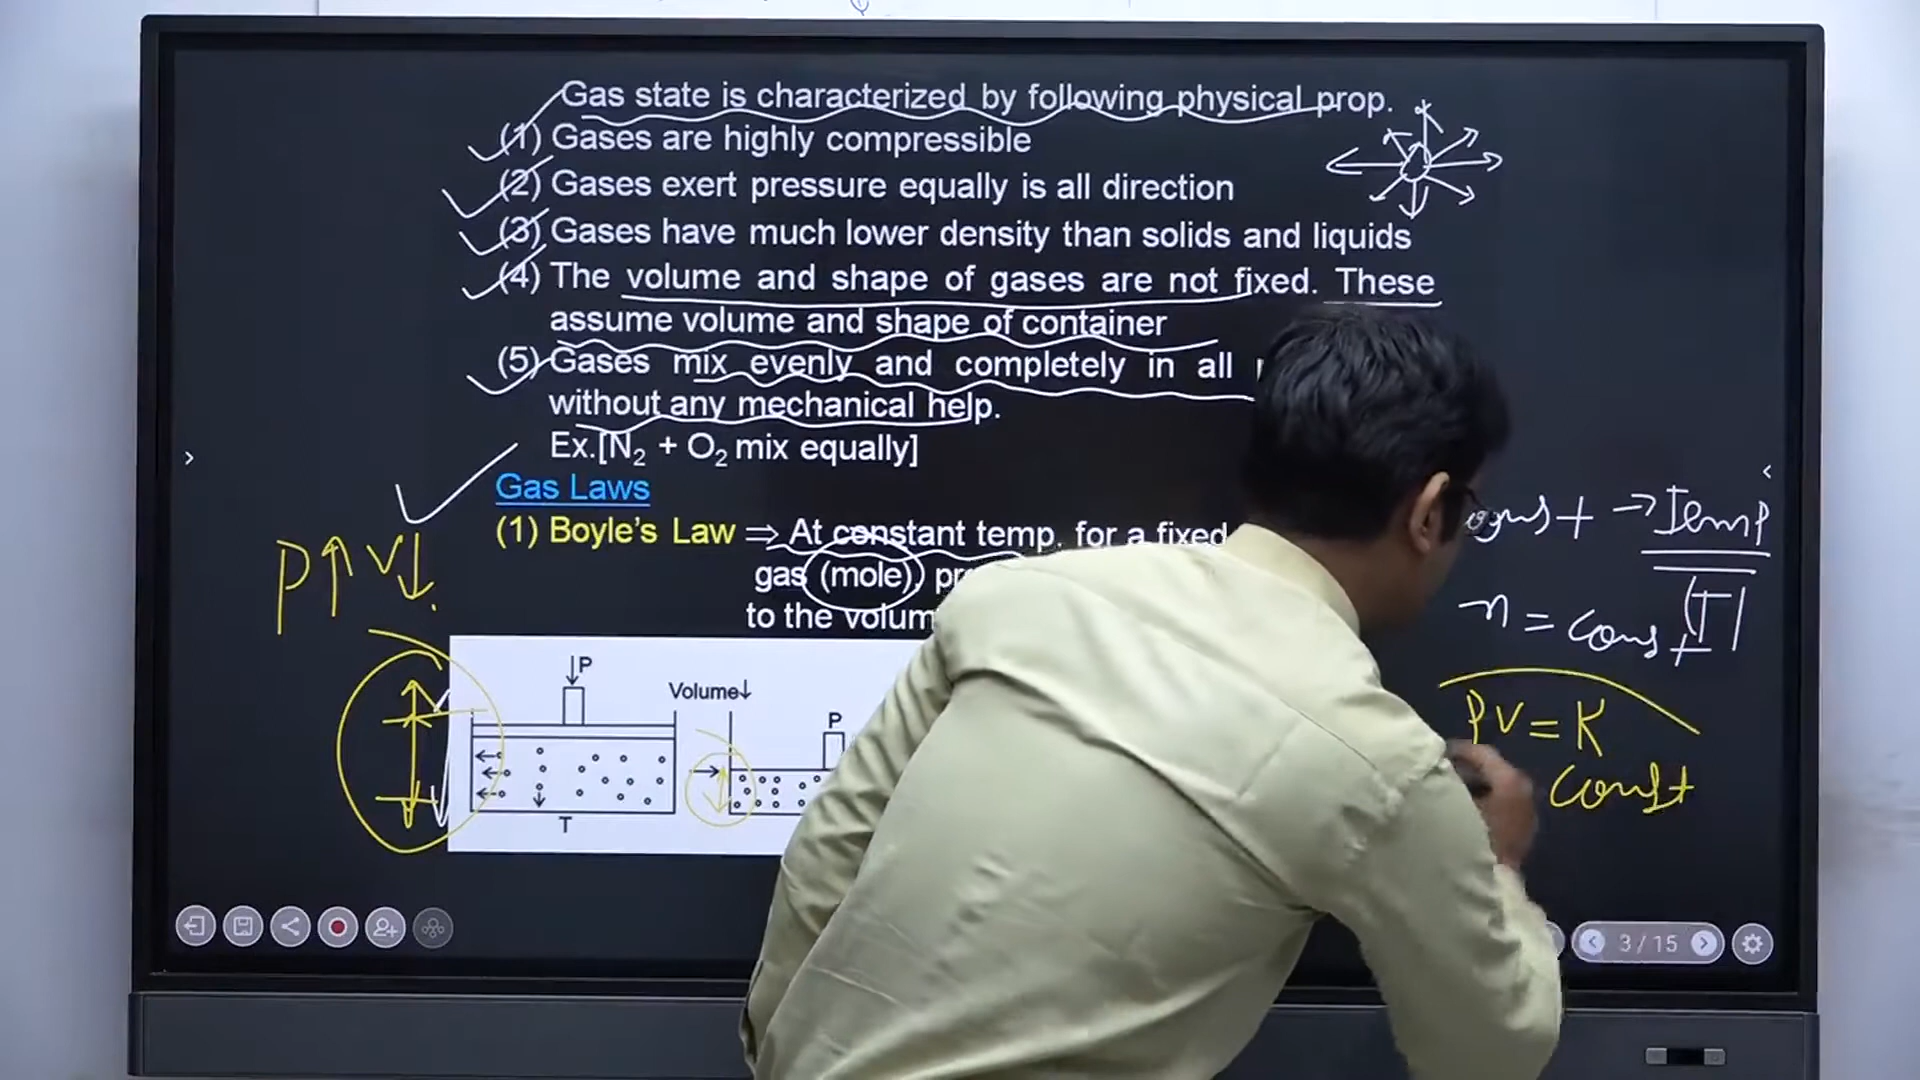 Gas state is characterized by following physical prop.
(1) Gases are highly compressible
(2) Gases exert pressure equally is all direction
(3) Gases have much lower density than solids and liquids
(4) The volume and shape of gases are not fixed. These
assume volume and shape of container
(5) Gases mix evenly and completely in all
without any mechanical help.
Ex.[N₂ + O₂ mix equally]
Gas Laws
(1) Boyle's Law ⇒ At constant temp. for a fixed
gas (mole),
to the
P↑ V↓
→ Temp
(T)
n = const
PV = K
const
P
Volume↓
P
T
3 / 15